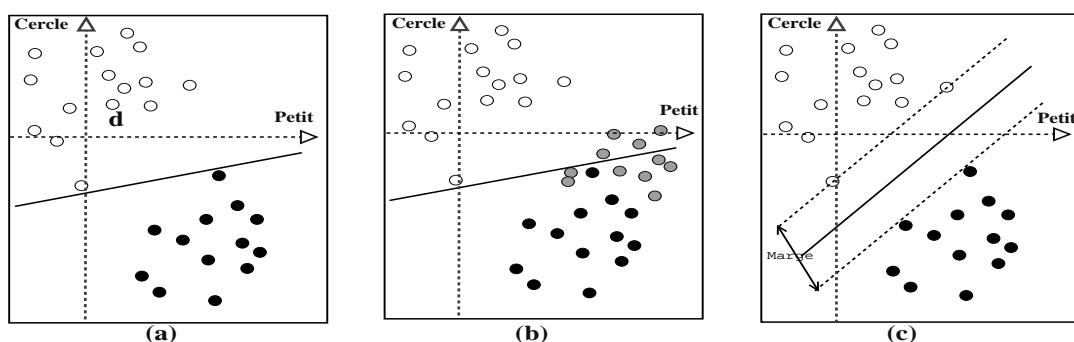 Cercle
d
Petit
(a)
Cercle
Petit
(b)
Cercle
Petit
Marge
(c)